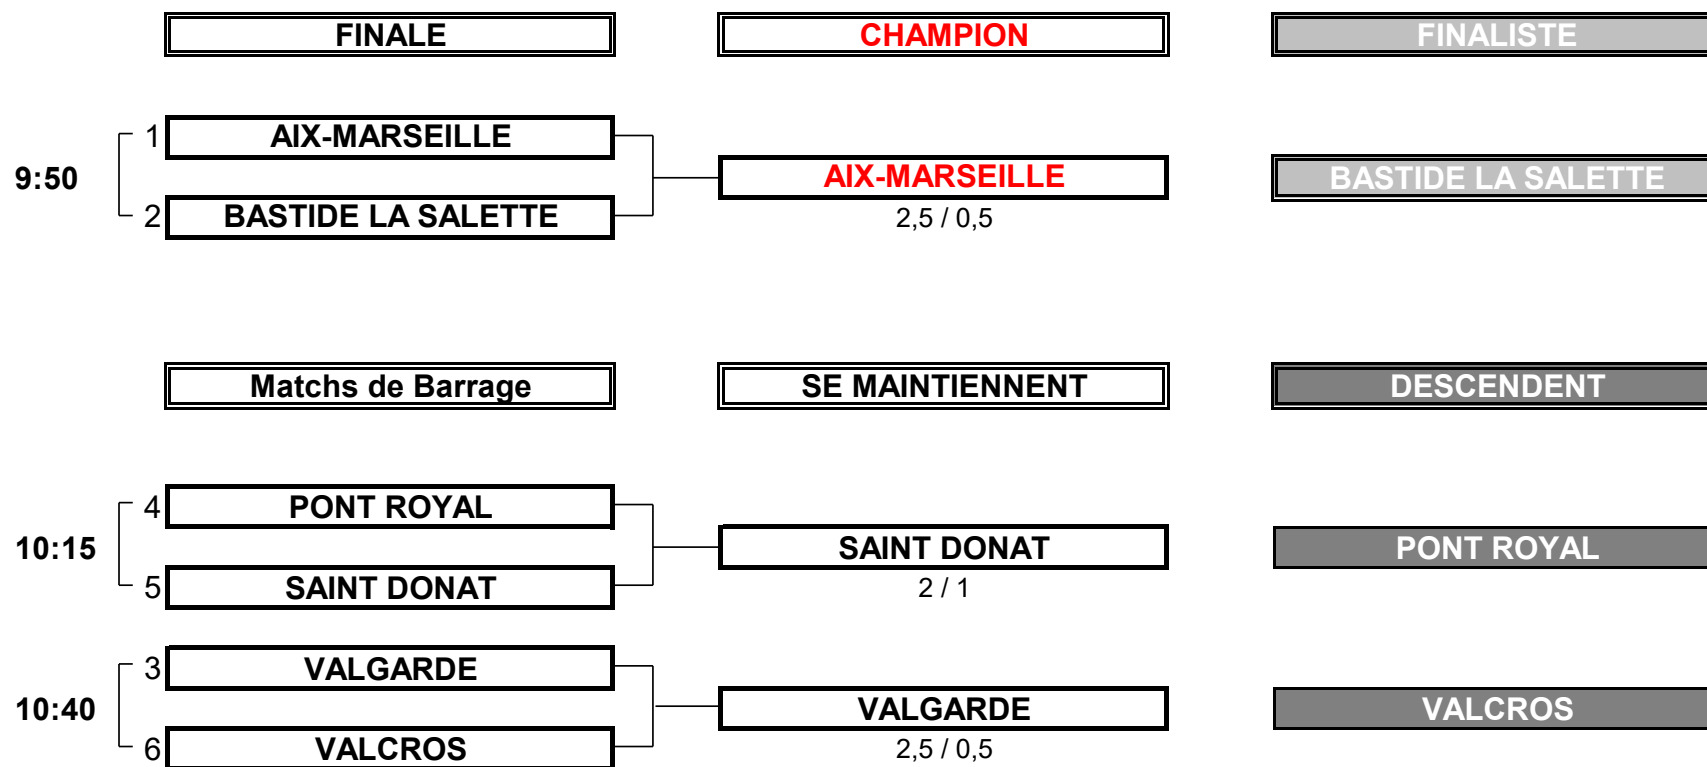 FINALE CHAMPION FINALISTE
1 AIX-MARSEILLE
9:50 AIX-MARSEILLE BASTIDE LA SALETTE
2 BASTIDE LA SALETTE 2,5 / 0,5
Matchs de Barrage SE MAINTIENNENT DESCENDENT
4 PONT ROYAL
10:15 SAINT DONAT PONT ROYAL
5 SAINT DONAT 2 / 1
3 VALGARDE
10:40 VALGARDE VALCROS
6 VALCROS 2,5 / 0,5